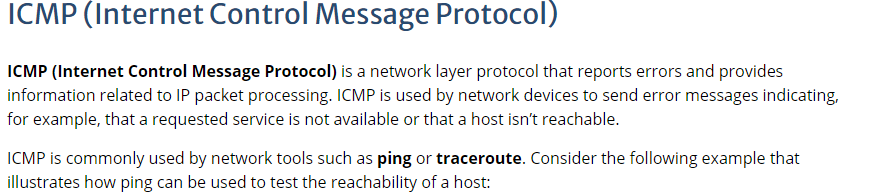 ICMP (Internet Control Message Protocol)
ICMP (Internet Control Message Protocol) is a network layer protocol that reports errors and provides
information related to IP packet processing. ICMP is used by network devices to send error messages indicating,
for example, that a requested service is not available or that a host isn’t reachable.
ICMP is commonly used by network tools such as ping or traceroute. Consider the following example that
illustrates how ping can be used to test the reachability of a host: